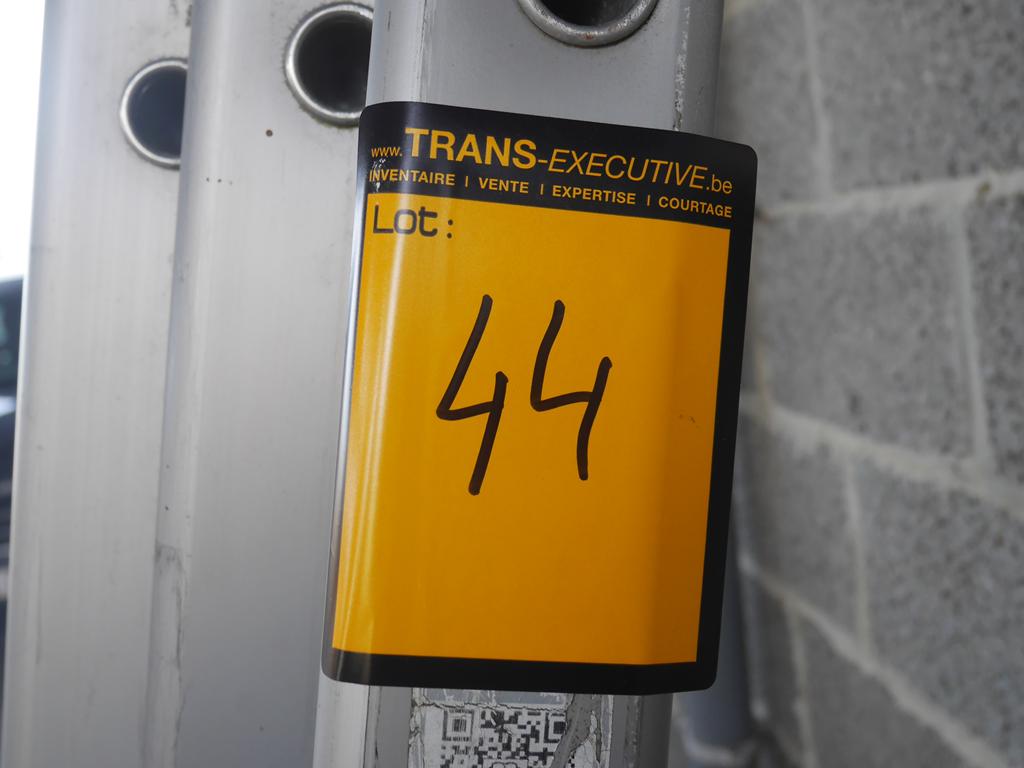 www.TRANS-EXECUTIVE.be
INVENTAIRE | VENTE | EXPERTISE | COURTAGE
Lot :
44